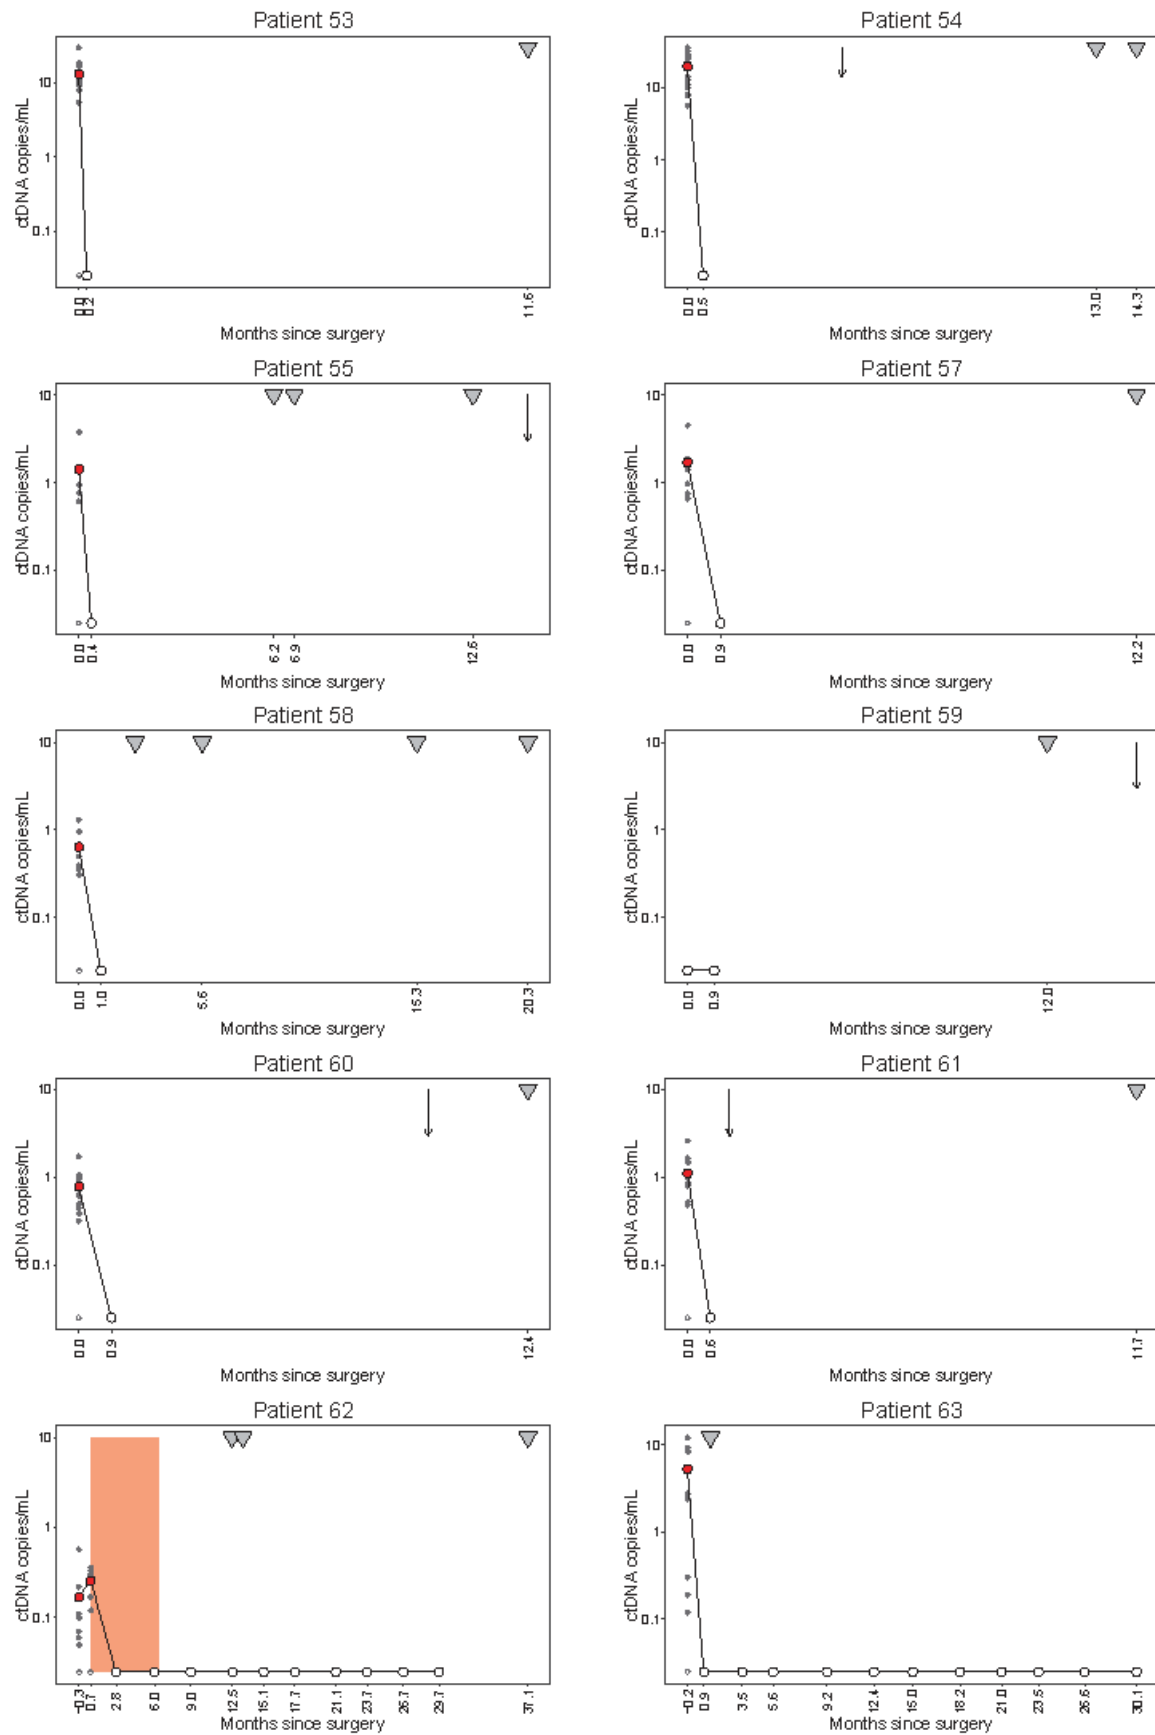 Patient 53
ctDNA copies/mL
10
1
0.1
0.0
0.2
11.6
Months since surgery
Patient 54
ctDNA copies/mL
10
1
0.1
0.0
0.5
13.0
14.3
Months since surgery
Patient 55
ctDNA copies/mL
10
1
0.1
0.0
0.4
6.2
6.9
12.6
Months since surgery
Patient 57
ctDNA copies/mL
10
1
0.1
0.0
0.9
12.2
Months since surgery
Patient 58
ctDNA copies/mL
10
1
0.1
0.0
1.0
5.6
15.3
20.3
Months since surgery
Patient 59
ctDNA copies/mL
10
1
0.1
0.0
0.9
12.0
Months since surgery
Patient 60
ctDNA copies/mL
10
1
0.1
0.0
0.9
12.4
Months since surgery
Patient 61
ctDNA copies/mL
10
1
0.1
0.0
0.6
11.7
Months since surgery
Patient 62
ctDNA copies/mL
10
1
0.1
-0.3
0.7
2.8
6.0
9.0
12.5
15.1
17.7
21.1
23.7
26.7
29.7
37.1
Months since surgery
Patient 63
ctDNA copies/mL
10
1
0.1
-0.2
0.9
3.5
5.6
9.2
12.4
15.0
18.2
21.0
23.5
26.6
30.1
Months since surgery